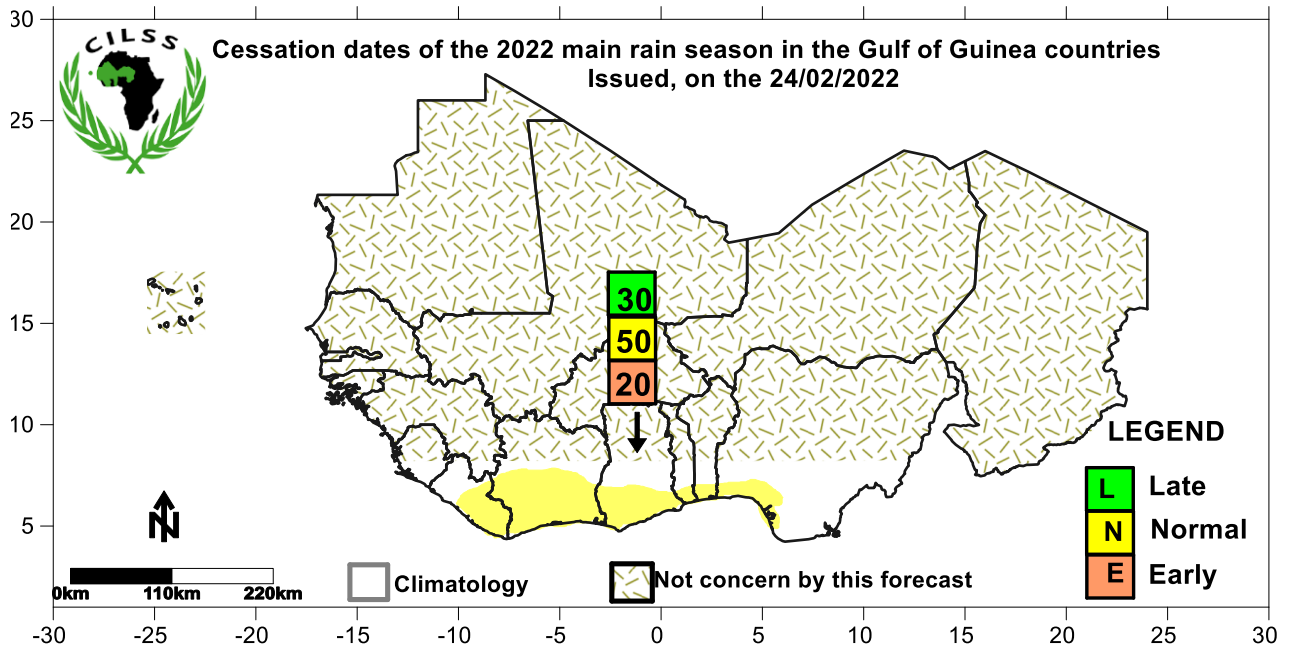 CILSS
Cessation dates of the 2022 main rain season in the Gulf of Guinea countries
Issued, on the 24/02/2022
30
25
20
15
10
5
30
50
20
LEGEND
L Late
N Normal
E Early
N
0km 110km 220km
Climatology
Not concern by this forecast
-30 -25 -20 -15 -10 -5 0 5 10 15 20 25 30